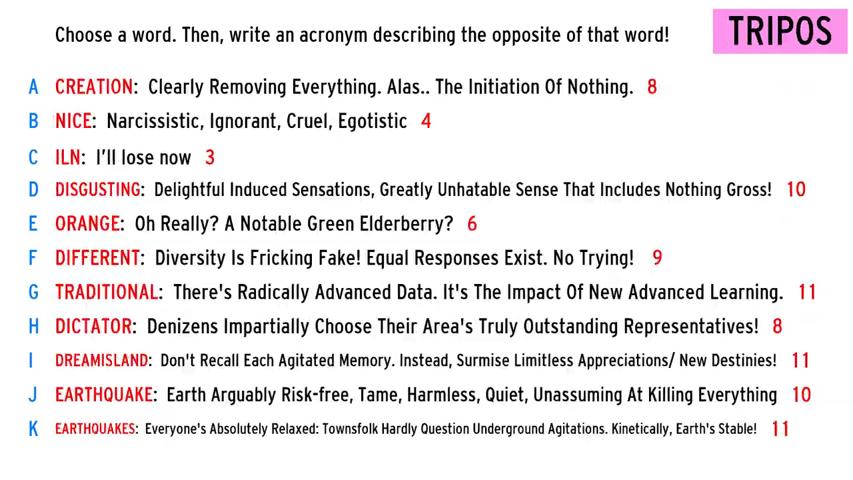 Choose a word. Then, write an acronym describing the opposite of that word!
TRIPOS
A CREATION: Clearly Removing Everything. Alas.. The Initiation Of Nothing. 8
B NICE: Narcissistic, Ignorant, Cruel, Egotistic 4
C ILN: I'll lose now 3
D DISGUSTING: Delightful Induced Sensations, Greatly Unhatable Sense That Includes Nothing Gross! 10
E ORANGE: Oh Really? A Notable Green Elderberry? 6
F DIFFERENT: Diversity Is Fricking Fake! Equal Responses Exist. No Trying! 9
G TRADITIONAL: There's Radically Advanced Data. It's The Impact Of New Advanced Learning. 11
H DICTATOR: Denizens Impartially Choose Their Area's Truly Outstanding Representatives! 8
I DREAMISLAND: Don't Recall Each Agitated Memory. Instead, Surmise Limitless Appreciations/ New Destinies! 11
J EARTHQUAKE: Earth Arguably Risk-free, Tame, Harmless, Quiet, Unassuming At Killing Everything 10
K EARTHQUAKES: Everyone's Absolutely Relaxed: Townsfolk Hardly Question Underground Agitations. Kinetically, Earth's Stable! 11